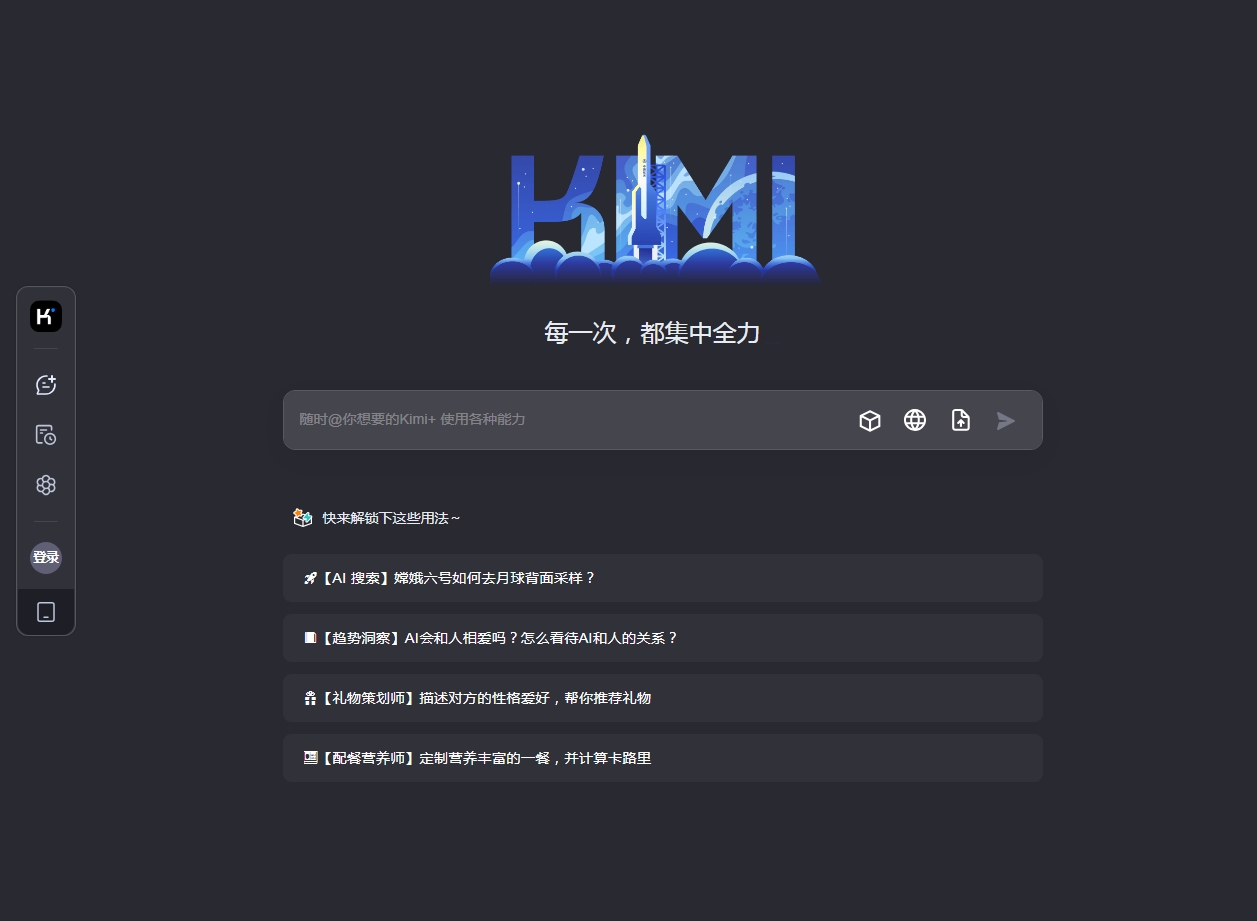 KIMI
每一次，都集中全力
随时@你想要的Kimi+ 使用各种能力
快来解锁下这些用法～
【AI 搜索】嫦娥六号如何去月球背面采样？
【趋势洞察】AI会和人相爱吗？怎么看待AI和人的关系？
【礼物策划师】描述对方的性格爱好，帮你推荐礼物
【配餐营养师】定制营养丰富的一餐，并计算卡路里
K
登录